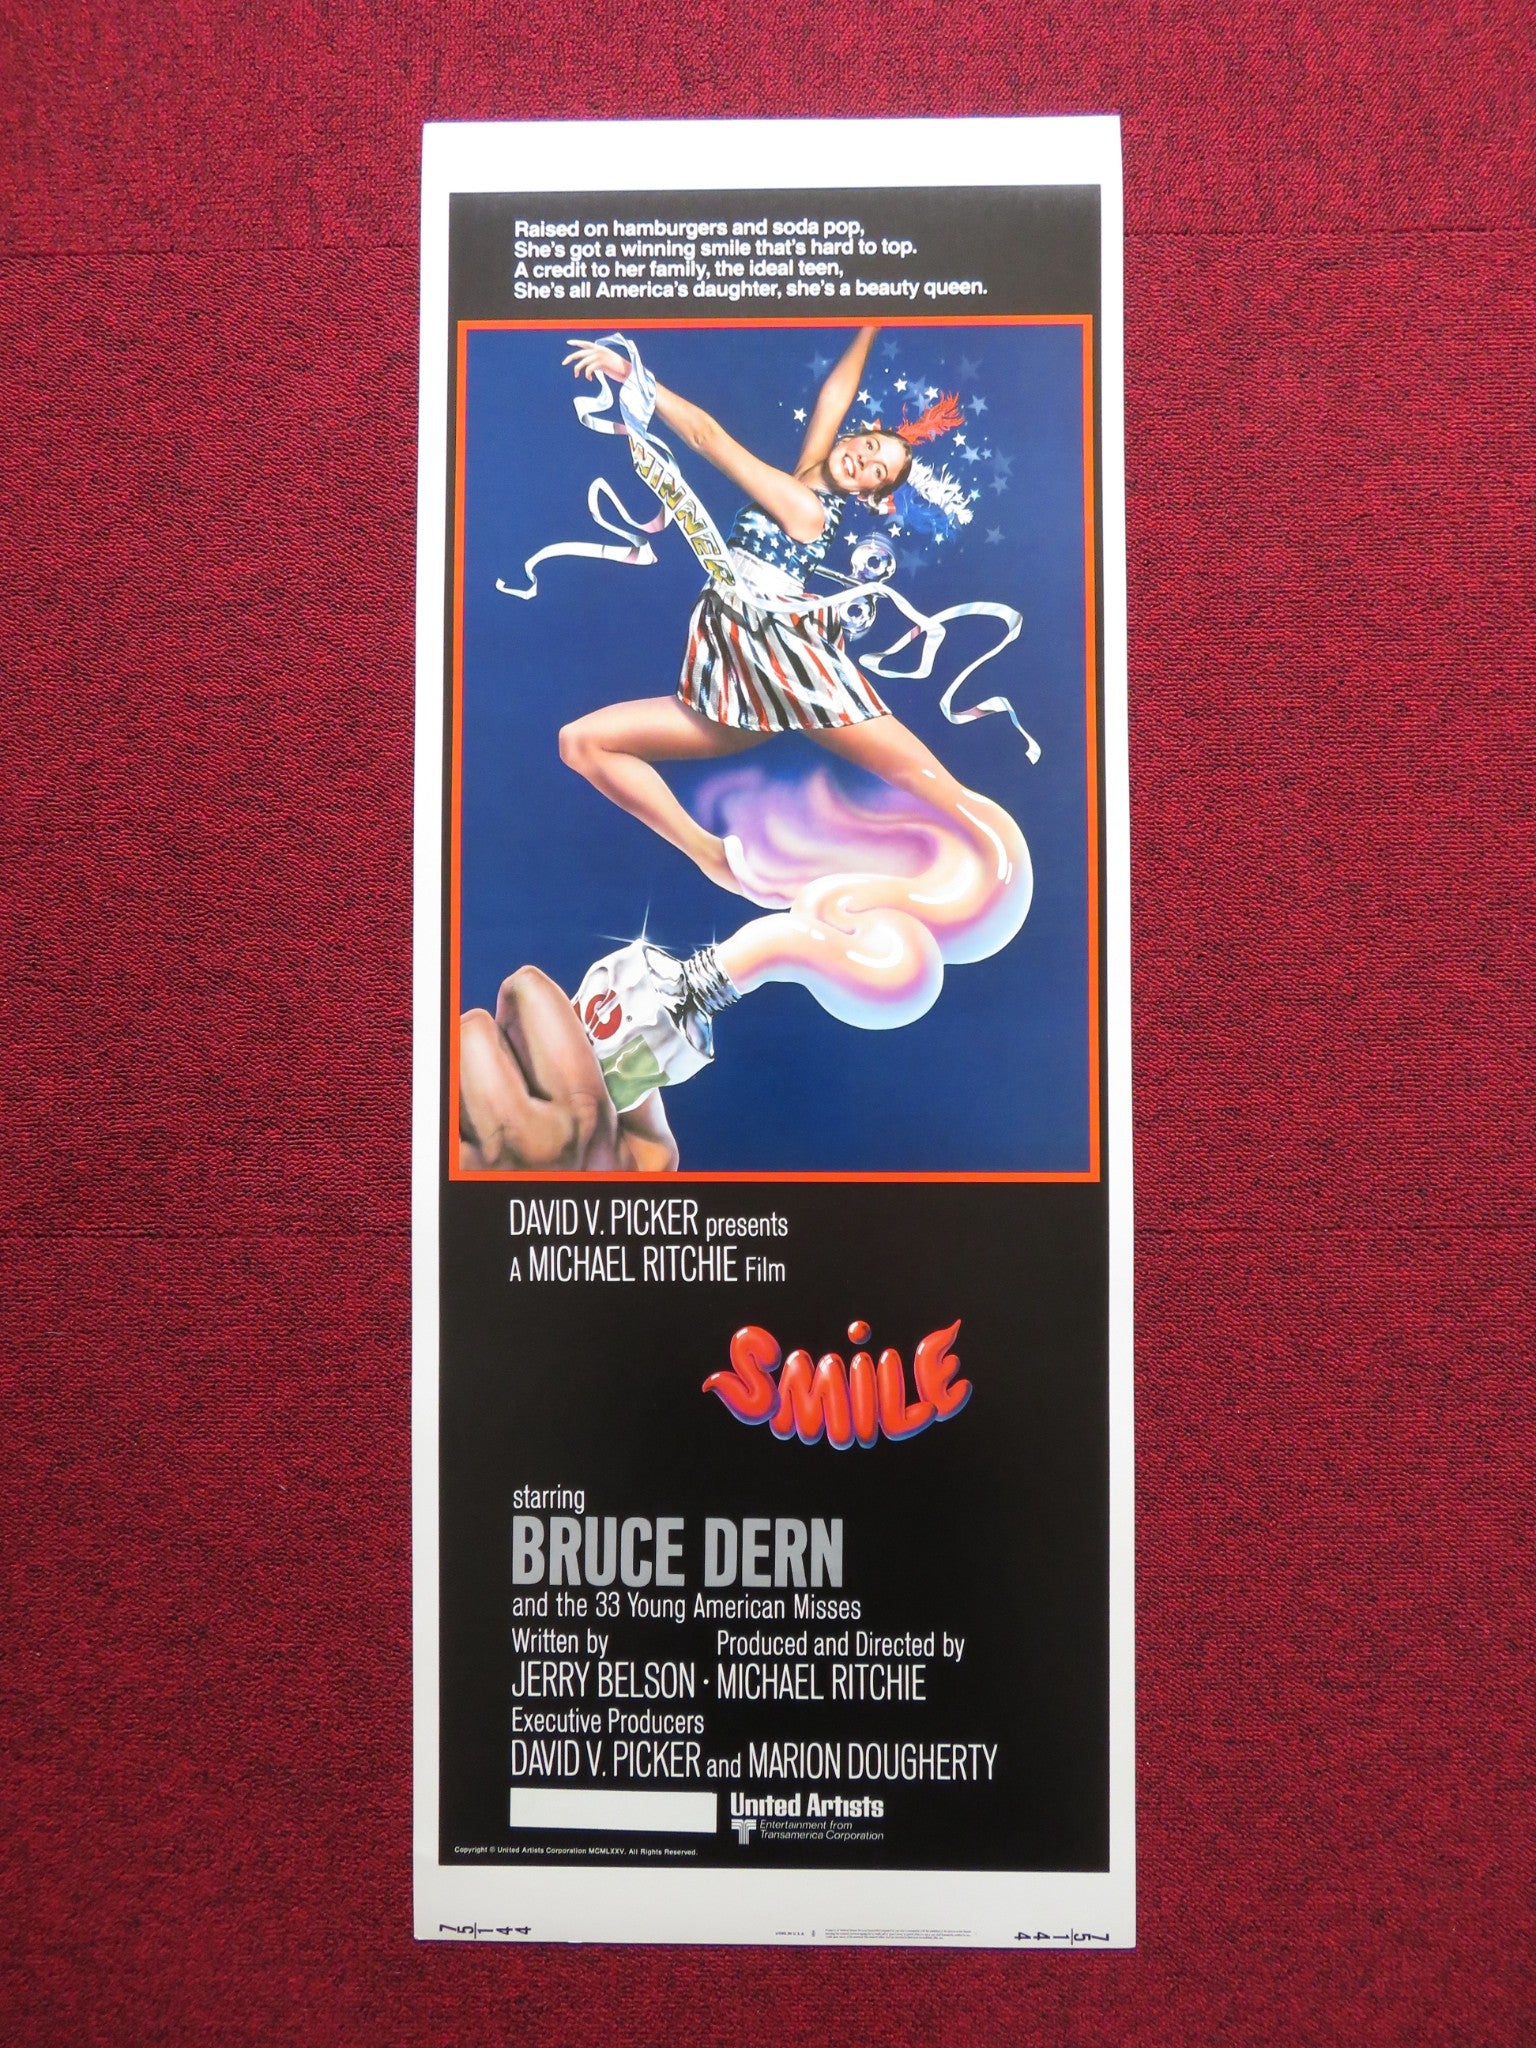 Raised on hamburgers and soda pop,
She's got a winning smile that's hard to top.
A credit to her family, the ideal teen,
She's all America's daughter, she's a beauty queen.
WINNER
DAVID V. PICKER presents
A MICHAEL RITCHIE Film
SMiLE
starring
BRUCE DERN
and the 33 Young American Misses
Written by Produced and Directed by
JERRY BELSON · MICHAEL RITCHIE
Executive Producers
DAVID V. PICKER and MARION DOUGHERTY
United Artists
Entertainment from
Transamerica Corporation
Copyright © United Artists Corporation MCMLXXV. All Rights Reserved.
75/144
75/144